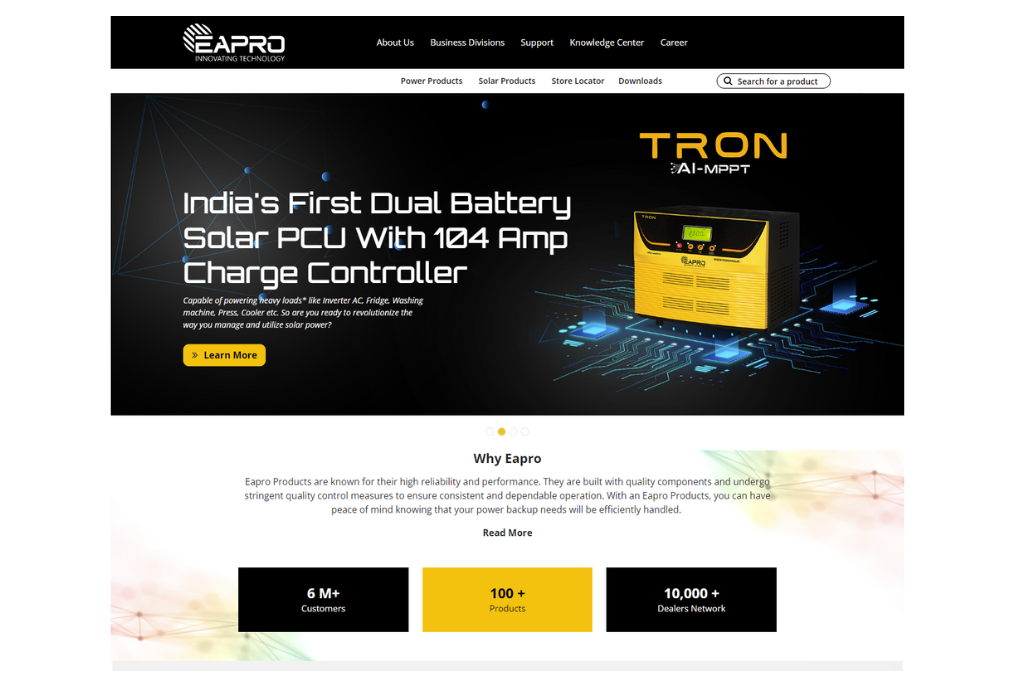 EAPRO
INNOVATING TECHNOLOGY
About Us
Business Divisions
Support
Knowledge Center
Career
Power Products
Solar Products
Store Locator
Downloads
Search for a product
TRON
AI-MPPT
India's First Dual Battery
Solar PCU With 104 Amp
Charge Controller
Capable of powering heavy loads* like Inverter AC, Fridge, Washing
machine, Press, Cooler etc. So are you ready to revolutionize the
way you manage and utilize solar power?
» Learn More
TRON
EAPRO
Why Eapro
Eapro Products are known for their high reliability and performance. They are built with quality components and undergo
stringent quality control measures to ensure consistent and dependable operation. With an Eapro Products, you can have
peace of mind knowing that your power backup needs will be efficiently handled.
Read More
6 M+
Customers
100 +
Products
10,000 +
Dealers Network